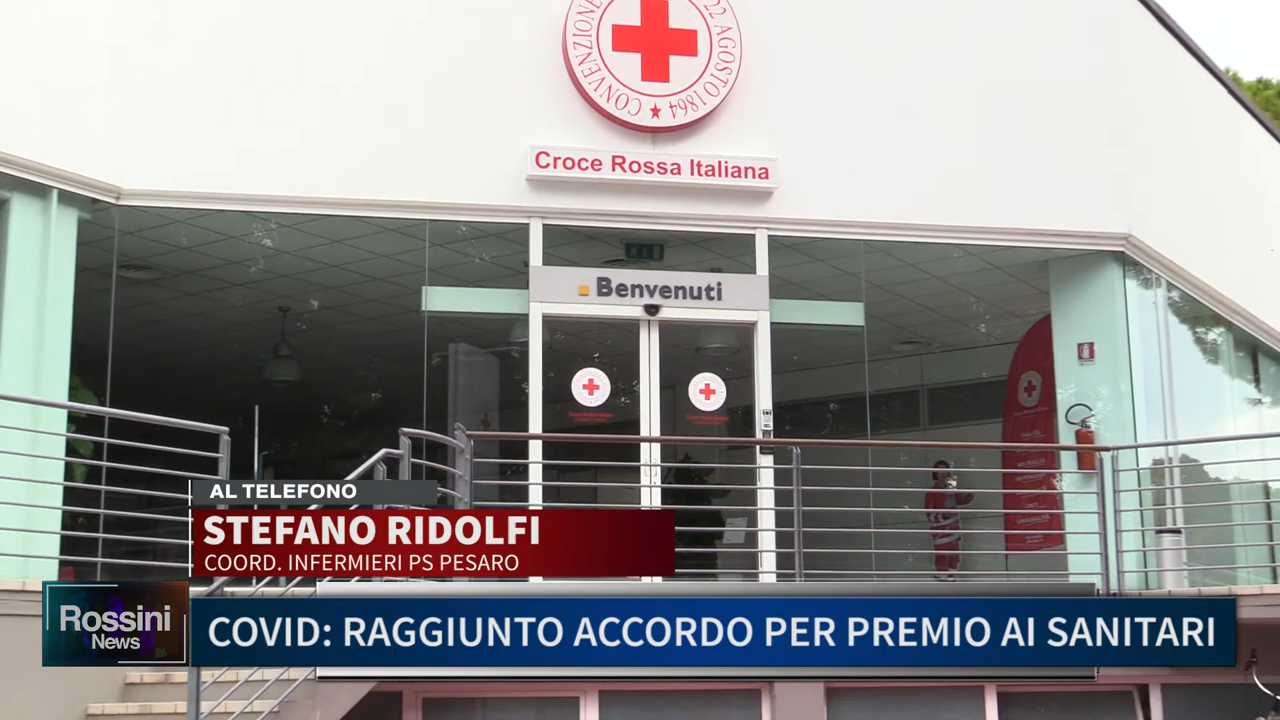 CONVENZIONE
22 AGOSTO 1864
Croce Rossa Italiana
Benvenuti
AL TELEFONO
STEFANO RIDOLFI
COORD. INFERMIERI PS PESARO
Rossini
News
COVID: RAGGIUNTO ACCORDO PER PREMIO AI SANITARI